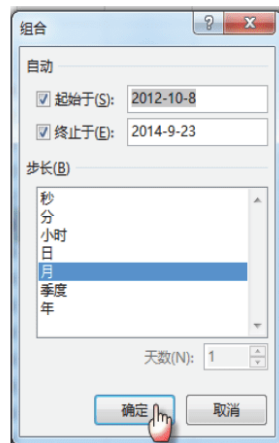 组合
自动
起始于(S): 2012-10-8
终止于(E): 2014-9-23
步长(B)
秒
分
小时
日
月
季度
年
天数(N): 1
确定 取消